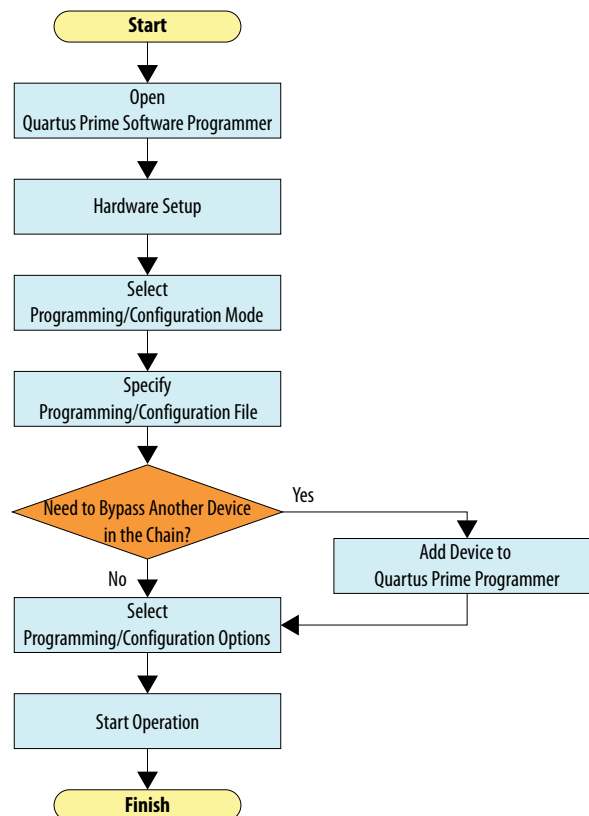 Start
Open
Quartus Prime Software Programmer
Hardware Setup
Select
Programming/Configuration Mode
Specify
Programming/Configuration File
Need to Bypass Another Device
in the Chain?
Yes
Add Device to
Quartus Prime Programmer
No
Select
Programming/Configuration Options
Start Operation
Finish